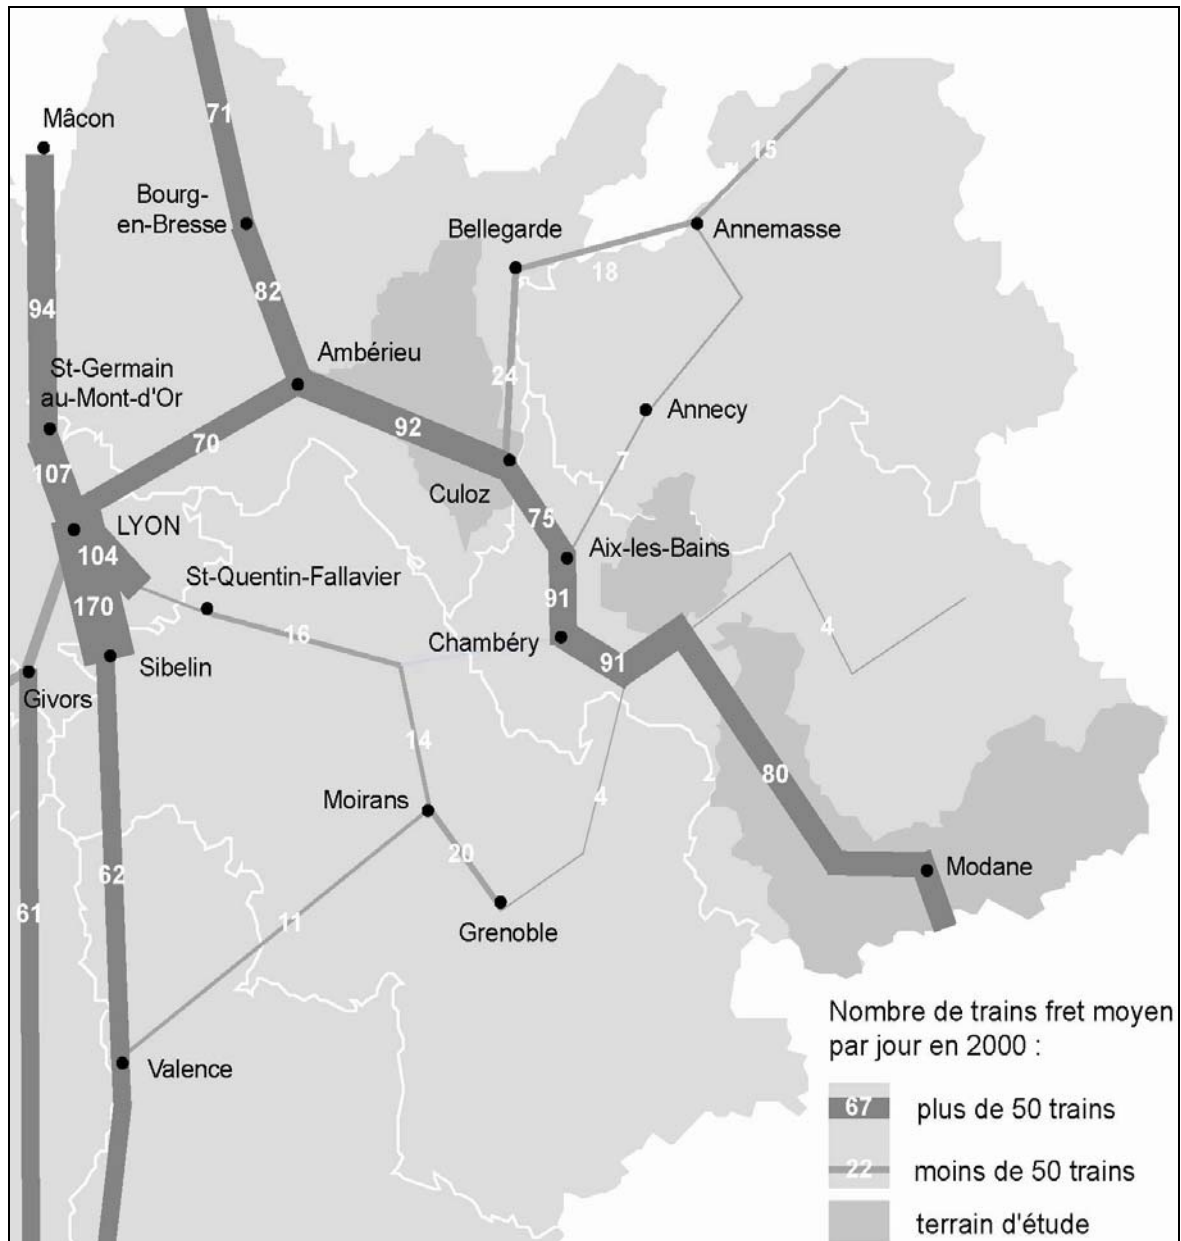 71
Mâcon
15
Bourg-
en-Bresse
Bellegarde
Annemasse
18
82
94
Ambérieu
St-Germain
au-Mont-d'Or
24
Annecy
92
70
7
107
Culoz
75
LYON
Aix-les-Bains
104
St-Quentin-Fallavier
91
170
16
Chambéry
4
91
Sibelin
Givors
14
80
Moirans
4
20
62
Modane
61
11
Grenoble
Valence
Nombre de trains fret moyen
par jour en 2000 :
67 plus de 50 trains
22 moins de 50 trains
terrain d'étude